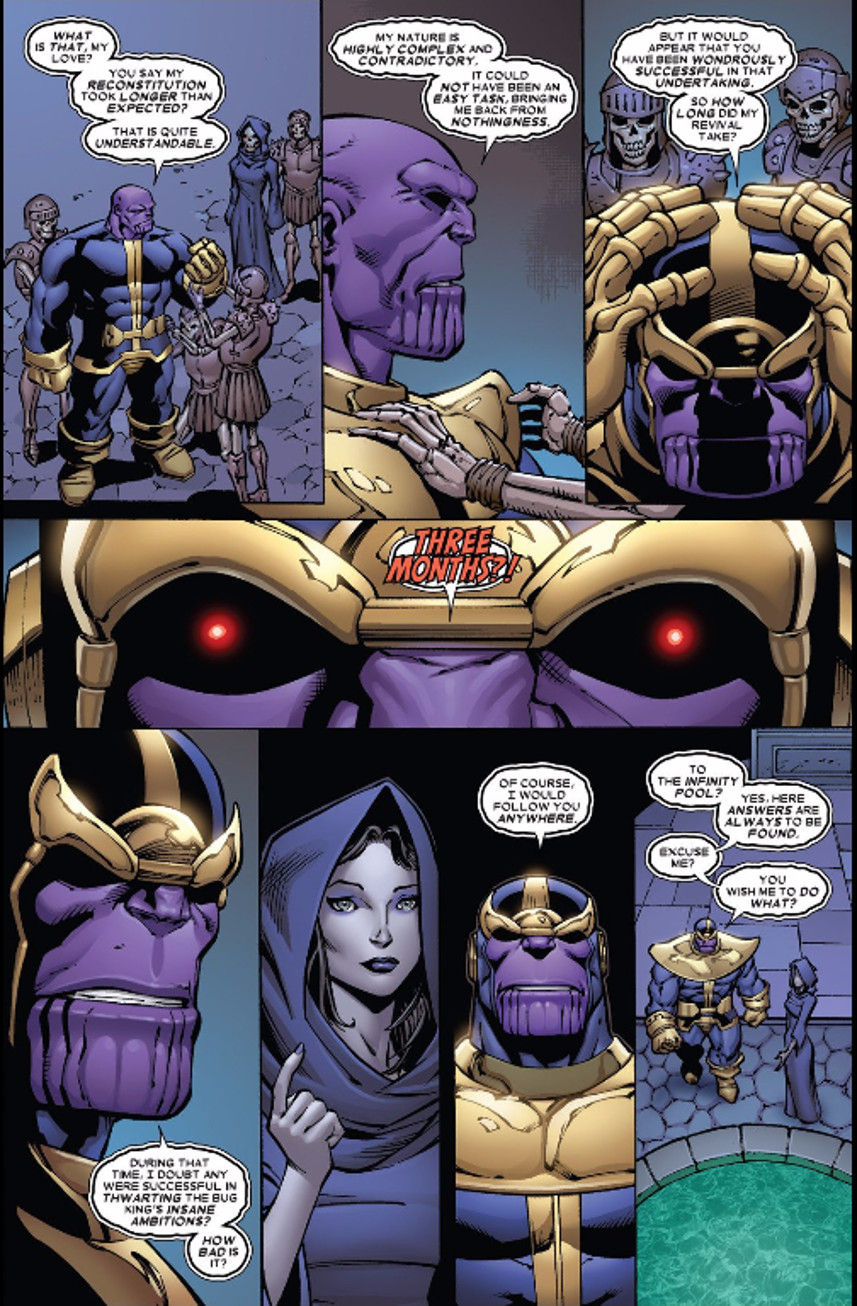 WHAT
IS THAT, MY
LOVE?
YOU SAY MY
RECONSTITUTION
TOOK LONGER THAN
EXPECTED?
THAT IS QUITE
UNDERSTANDABLE.
MY NATURE IS
HIGHLY COMPLEX AND
CONTRADICTORY.
IT COULD
NOT HAVE BEEN AN
EASY TASK, BRINGING
ME BACK FROM
NOTHINGNESS.
BUT IT WOULD
APPEAR THAT YOU
HAVE BEEN WONDROUSLY
SUCCESSFUL IN THAT
UNDERTAKING.
SO HOW
LONG DID MY
REVIVAL
TAKE?
THREE
MONTHS?!
DURING THAT
TIME, I DOUBT ANY
WERE SUCCESSFUL IN
THWARTING THE BUG
KING'S INSANE
AMBITIONS?
HOW
BAD IS
IT?
OF COURSE,
I WOULD
FOLLOW YOU
ANYWHERE.
TO
THE INFINITY
POOL?
YES, HERE
ANSWERS ARE
ALWAYS TO BE
FOUND.
EXCUSE
ME?
YOU
WISH ME TO DO
WHAT?